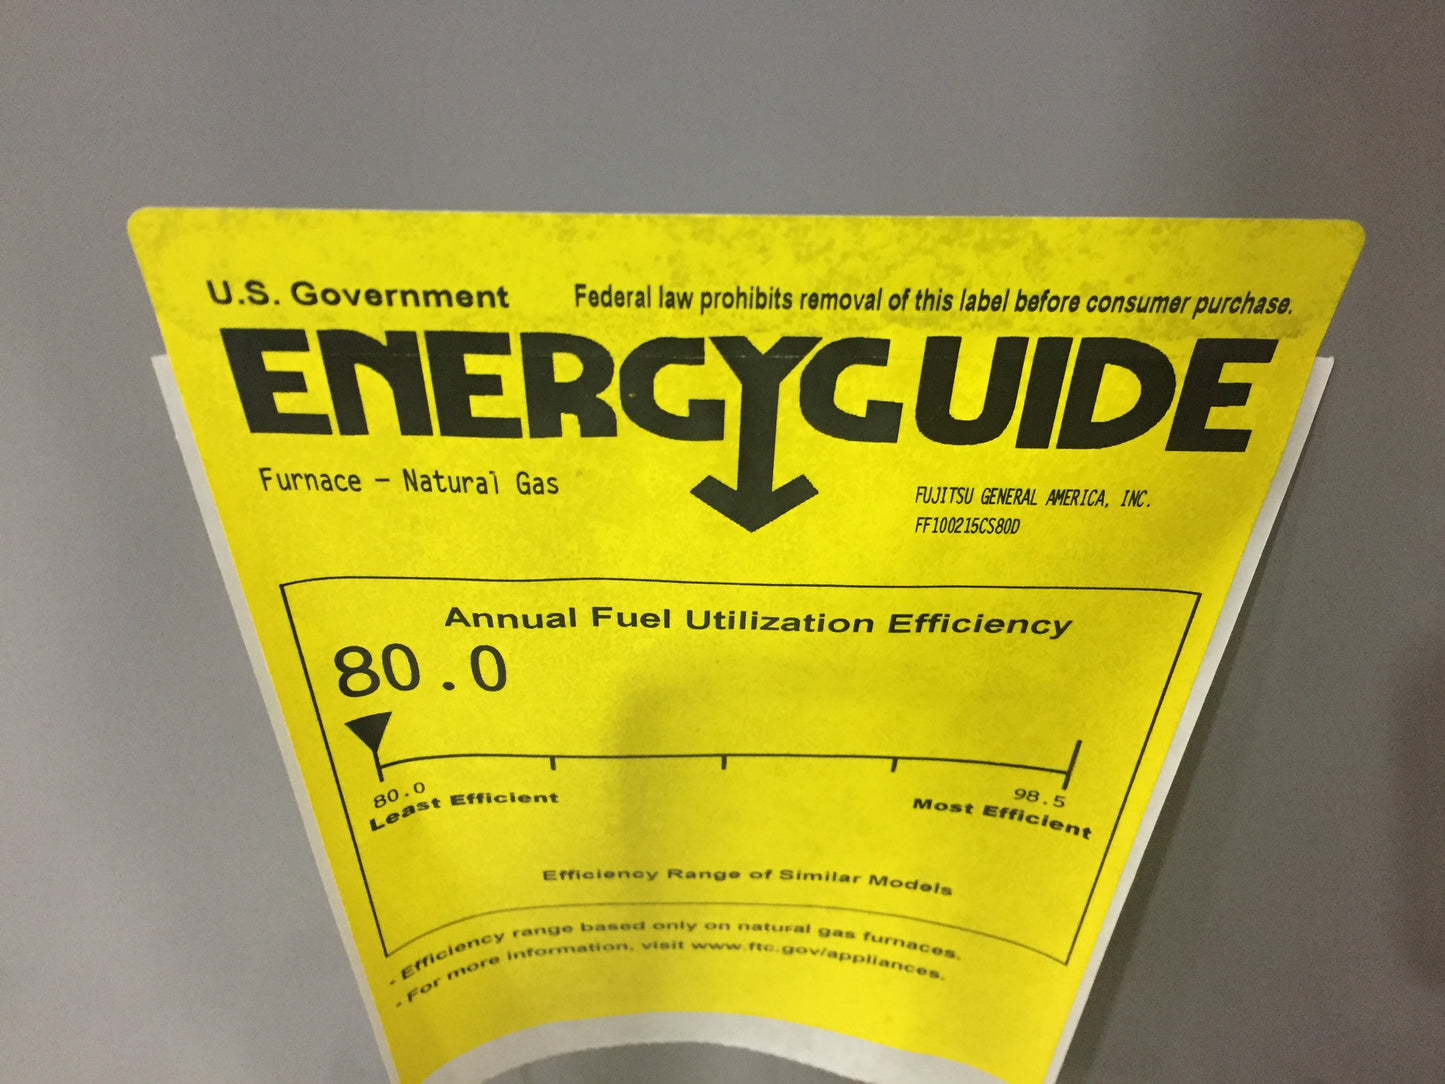 U.S. Government Federal law prohibits removal of this label before consumer purchase.
ENERGYGUIDE
Furnace – Natural Gas
FUJITSU GENERAL AMERICA, INC.
FF100215CS80D
Annual Fuel Utilization Efficiency
80.0
80.0
Least Efficient
98.5
Most Efficient
Efficiency Range of Similar Models
- Efficiency range based only on natural gas furnaces.
- For more information, visit www.ftc.gov/appliances.